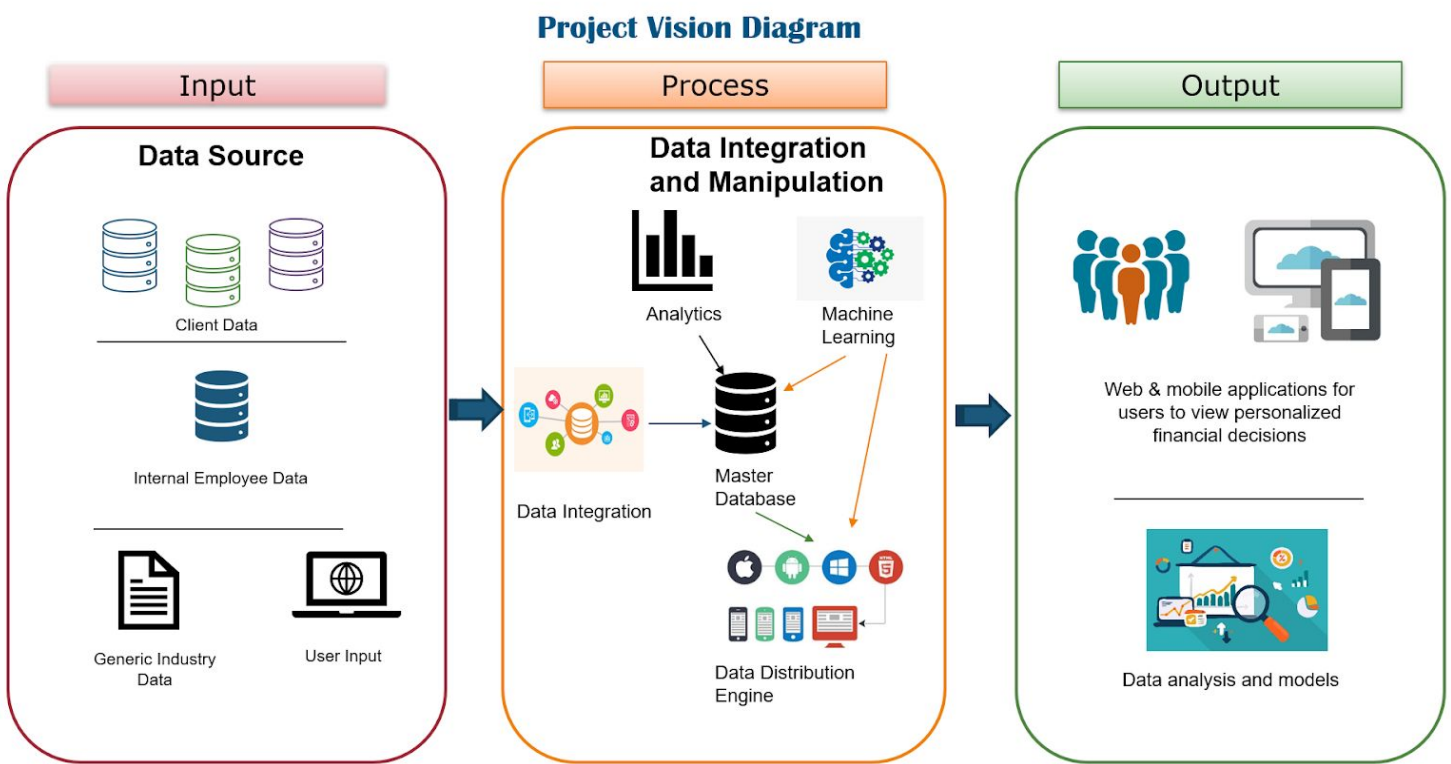 Project Vision Diagram
Input
Process
Output
Data Source
Client Data
Internal Employee Data
Generic Industry
Data
User Input
Data Integration
and Manipulation
Analytics
Machine
Learning
Data Integration
Master
Database
HTML
5
Data Distribution
Engine
Web & mobile applications for
users to view personalized
financial decisions
Data analysis and models